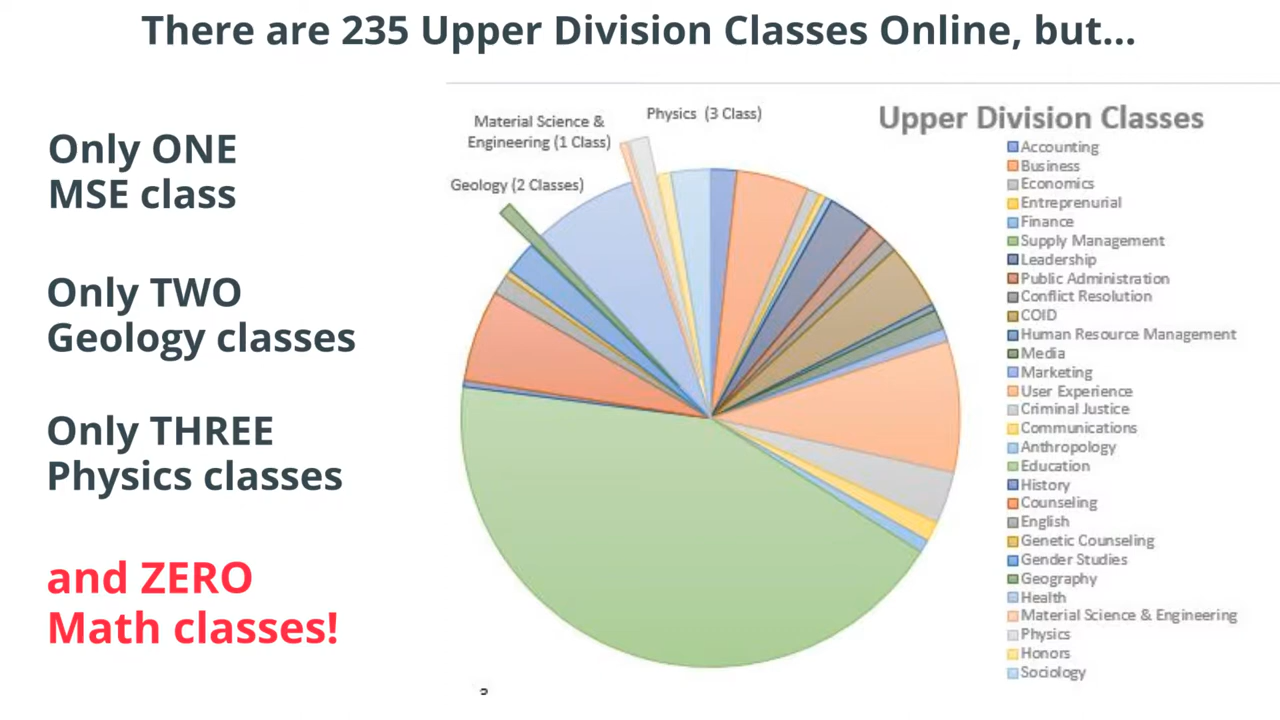 There are 235 Upper Division Classes Online, but...
Only ONE
MSE class
Only TWO
Geology classes
Only THREE
Physics classes
and ZERO
Math classes!
Material Science &
Engineering (1 Class)
Physics (3 Class)
Geology (2 Classes)
Upper Division Classes
Accounting
Business
Economics
Entreprenurial
Finance
Supply Management
Leadership
Public Administration
Conflict Resolution
COID
Human Resource Management
Media
Marketing
User Experience
Criminal Justice
Communications
Anthropology
Education
History
Counseling
English
Genetic Counseling
Gender Studies
Geography
Health
Material Science & Engineering
Physics
Honors
Sociology